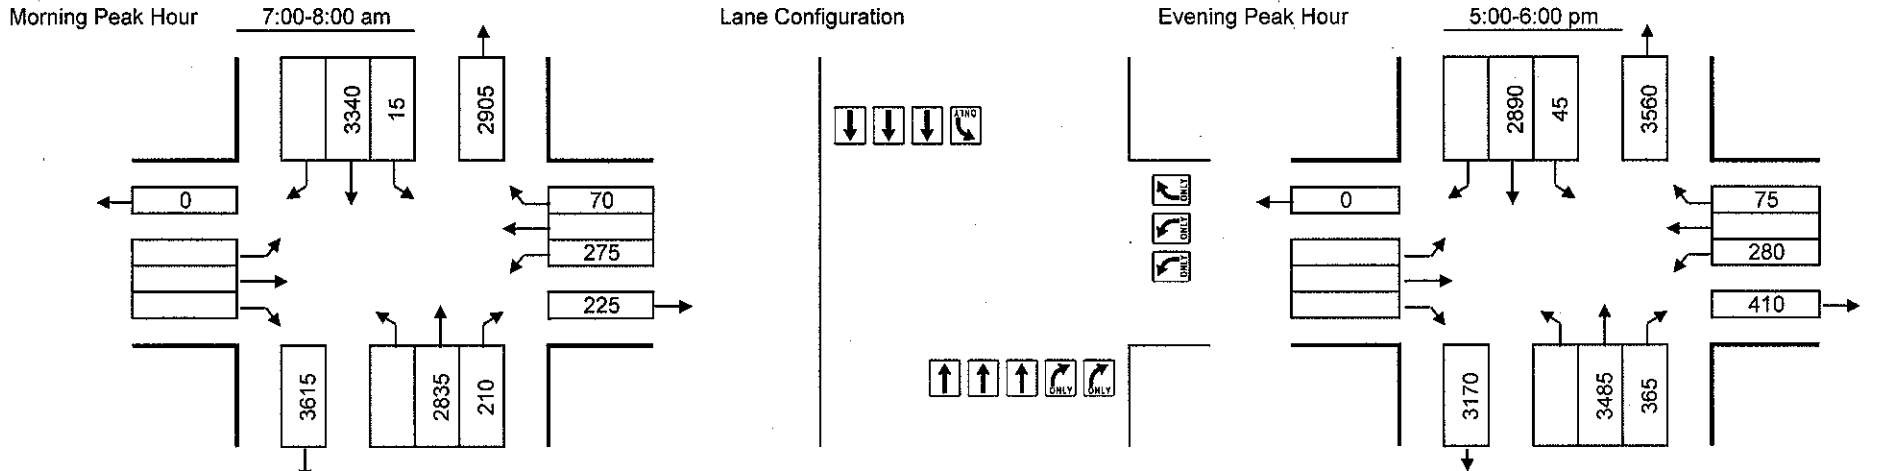 Morning Peak Hour 7:00-8:00 am Lane Configuration Evening Peak Hour 5:00-6:00 pm
3340 15 2905
0
70
275
225
3615 2835 210
ONLY
ONLY
ONLY
ONLY
ONLY ONLY
2890 45 3560
0
75
280
410
3170 3485 365